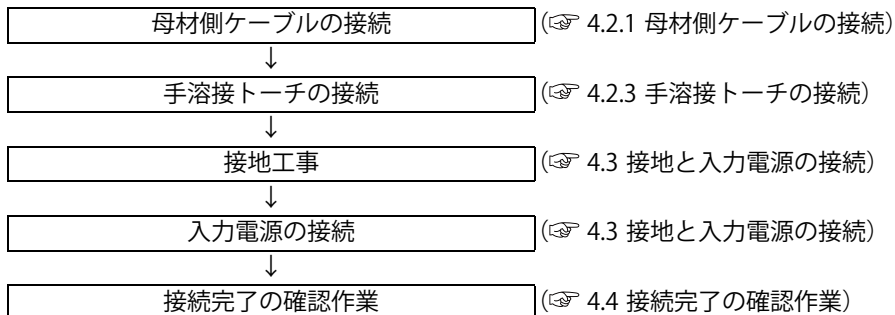 母材側ケーブルの接続 (☞ 4.2.1 母材側ケーブルの接続)
↓
手溶接トーチの接続 (☞ 4.2.3 手溶接トーチの接続)
↓
接地工事 (☞ 4.3 接地と入力電源の接続)
↓
入力電源の接続 (☞ 4.3 接地と入力電源の接続)
↓
接続完了の確認作業 (☞ 4.4 接続完了の確認作業)